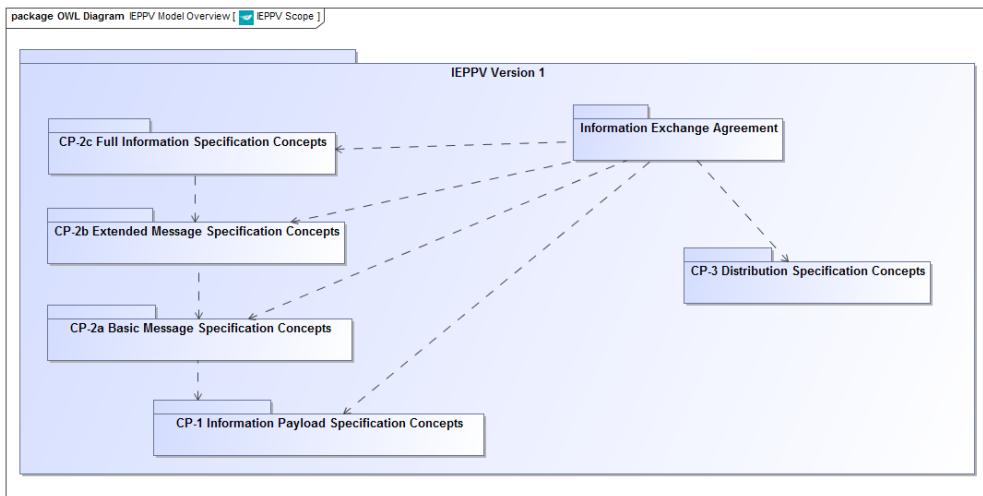 package OWL Diagram IEPPV Model Overview [ IEPPV Scope ]
IEPPV Version 1
Information Exchange Agreement
CP-2c Full Information Specification Concepts
CP-2b Extended Message Specification Concepts
CP-3 Distribution Specification Concepts
CP-2a Basic Message Specification Concepts
CP-1 Information Payload Specification Concepts